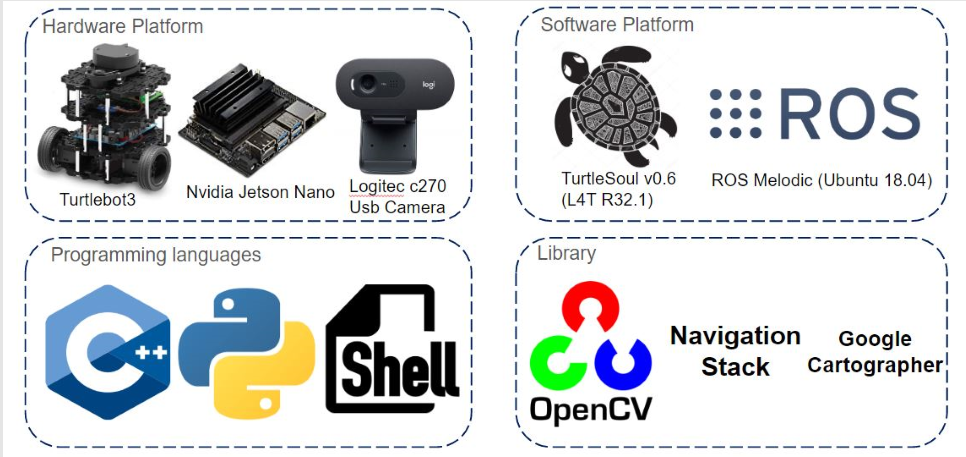 Hardware Platform
logi
Turtlebot3
Nvidia Jetson Nano
Logitec c270
Usb Camera
Software Platform
ROS
TurtleSoul v0.6
(L4T R32.1)
ROS Melodic (Ubuntu 18.04)
Programming languages
C++
Shell
Library
OpenCV
Navigation
Stack
Google
Cartographer